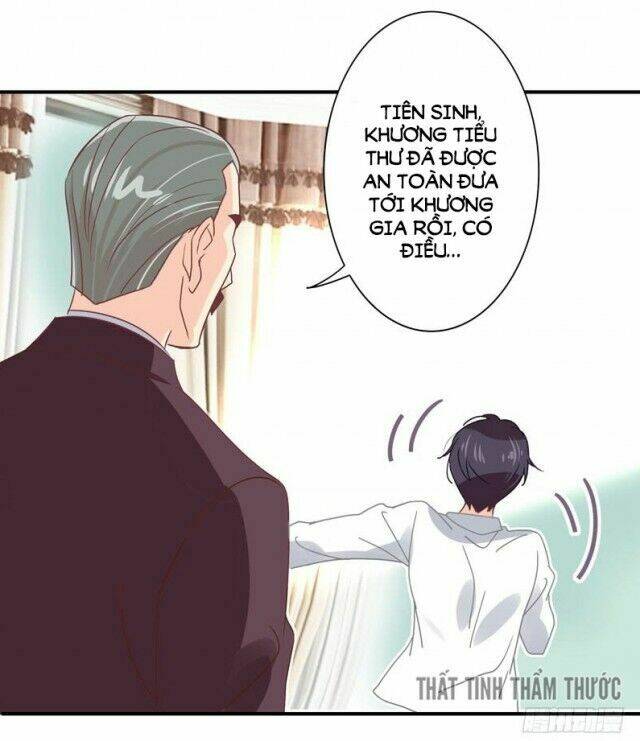 TIÊN SINH,
KHƯƠNG TIỂU
THƯ ĐÃ ĐƯỢC
AN TOÀN ĐƯA
TỚI KHƯƠNG
GIA RỒI, CÓ
ĐIỀU...
THẤT TINH THẨM THƯỚC